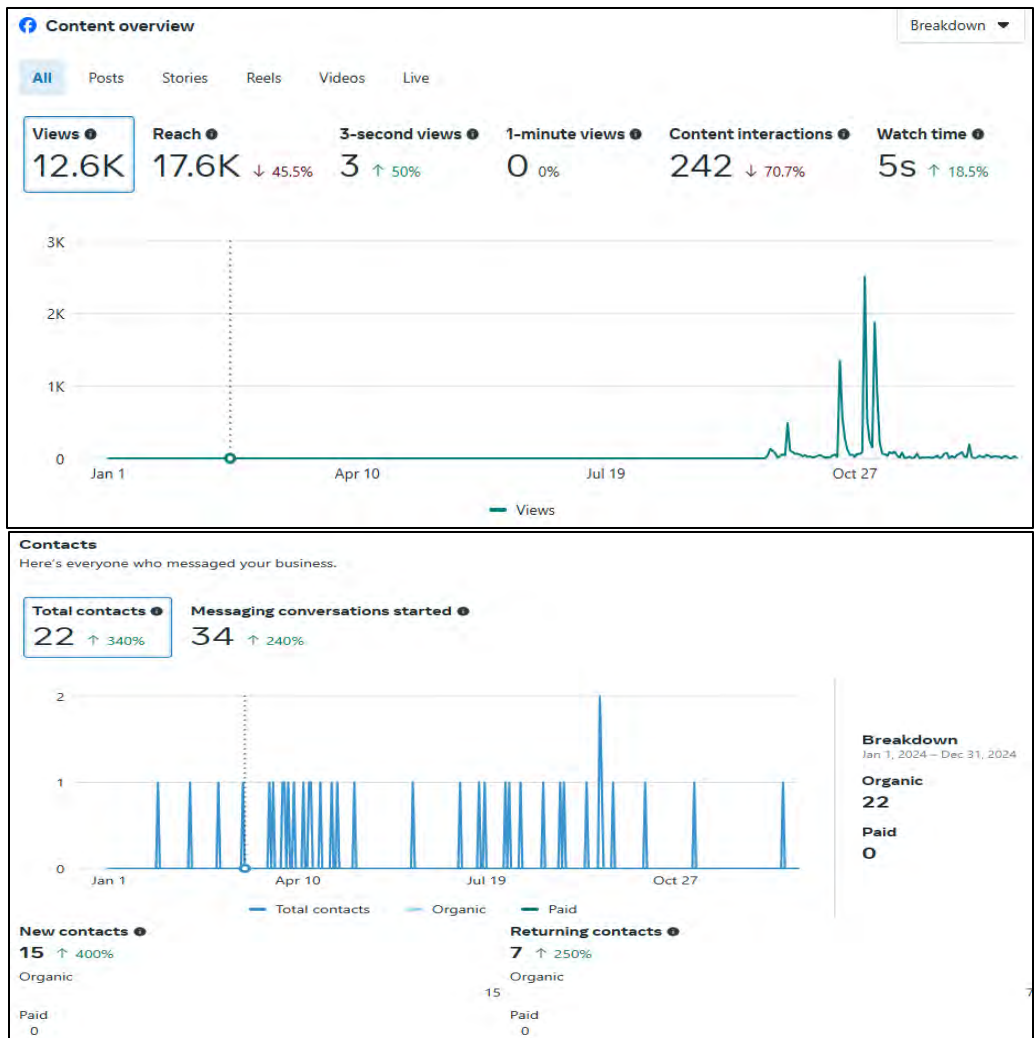 Content overview
Breakdown
All Posts Stories Reels Videos Live
Views Reach 3-second views 1-minute views Content interactions Watch time
12.6K 17.6K ↓ 45.5% 3 ↑ 50% 0 0% 242 ↓ 70.7% 5s ↑ 18.5%
3K
2K
1K
0
Jan 1 Apr 10 Jul 19 Oct 27
Views
Contacts
Here's everyone who messaged your business.
Total contacts Messaging conversations started
22 ↑ 340% 34 ↑ 240%
2
1
0
Jan 1 Apr 10 Jul 19 Oct 27
Total contacts Organic Paid
Breakdown
Jan 1, 2024 – Dec 31, 2024
Organic
22
Paid
0
New contacts Returning contacts
15 ↑ 400% 7 ↑ 250%
Organic Organic
15 7
Paid Paid
0 0